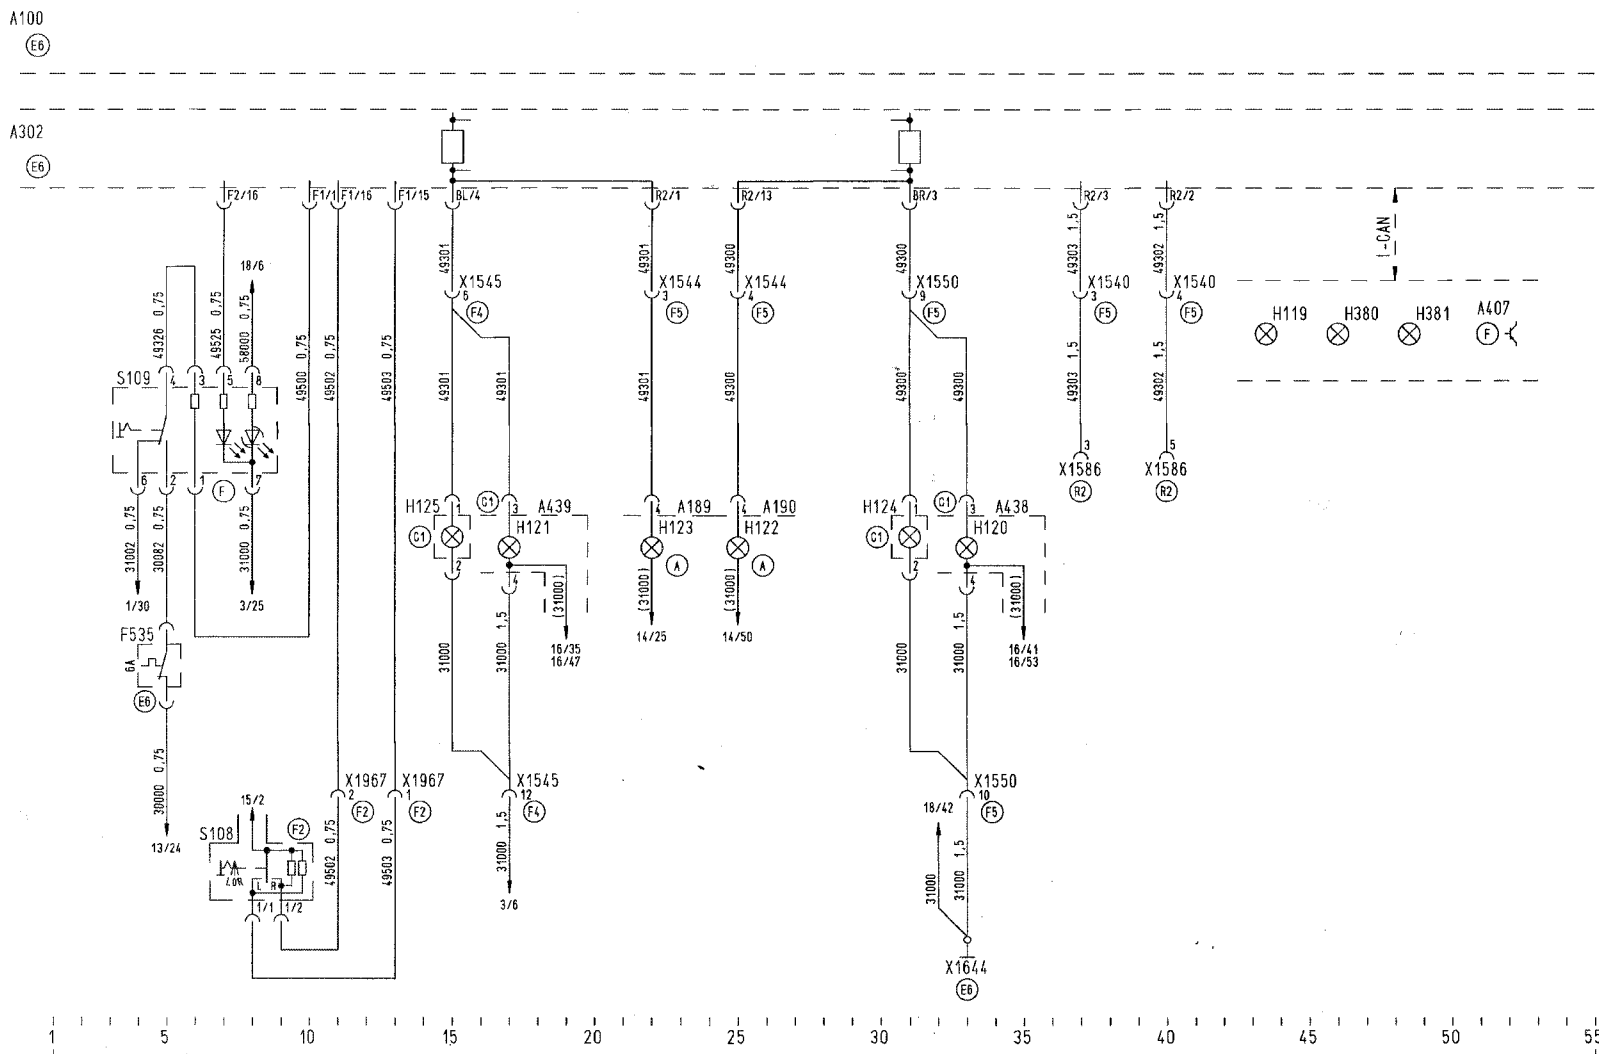 A100
E6
A302
E6
F2/16
F1/1
F1/16
F1/15
BL/4
R2/1
R2/13
BR/3
R2/3
R2/2
I-CAN
18/6
49326 0,75
49525 0,75
58000 0,75
49500 0,75
49502 0,75
49503 0,75
49301
49301
49300
49300
49303 1,5
49302 1,5
X1545
6
F4
X1544
3
F5
X1544
4
F5
X1550
9
F5
X1540
3
F5
X1540
4
F5
H119
H380
H381
A407
F
49301
49301
49301
49300
49300
49300
49303 1,5
49302 1,5
S109
4
3
5
8
6
2
1
7
F
3
X1586
R2
5
X1586
R2
H125
1
G1
2
G1
3
A439
H121
4
4
A189
H123
A
4
A190
H122
A
H124
1
G1
2
G1
3
A438
H120
4
31002 0,75
30082 0,75
31000 0,75
1/30
3/25
(31000)
(31000)
(31000)
(31000)
16/35
16/47
14/25
14/50
16/41
16/53
F535
6A
E6
31000
31000 1,5
31000
31000 1,5
30000 0,75
13/24
X1967
2
F2
X1967
1
F2
X1545
12
F4
X1550
10
F5
15/2
S108
F2
L0R
L
R
1/1
1/2
49502 0,75
49503 0,75
31000 1,5
3/6
18/42
31000
31000 1,5
X1644
E6
1 5 10 15 20 25 30 35 40 45 50 55